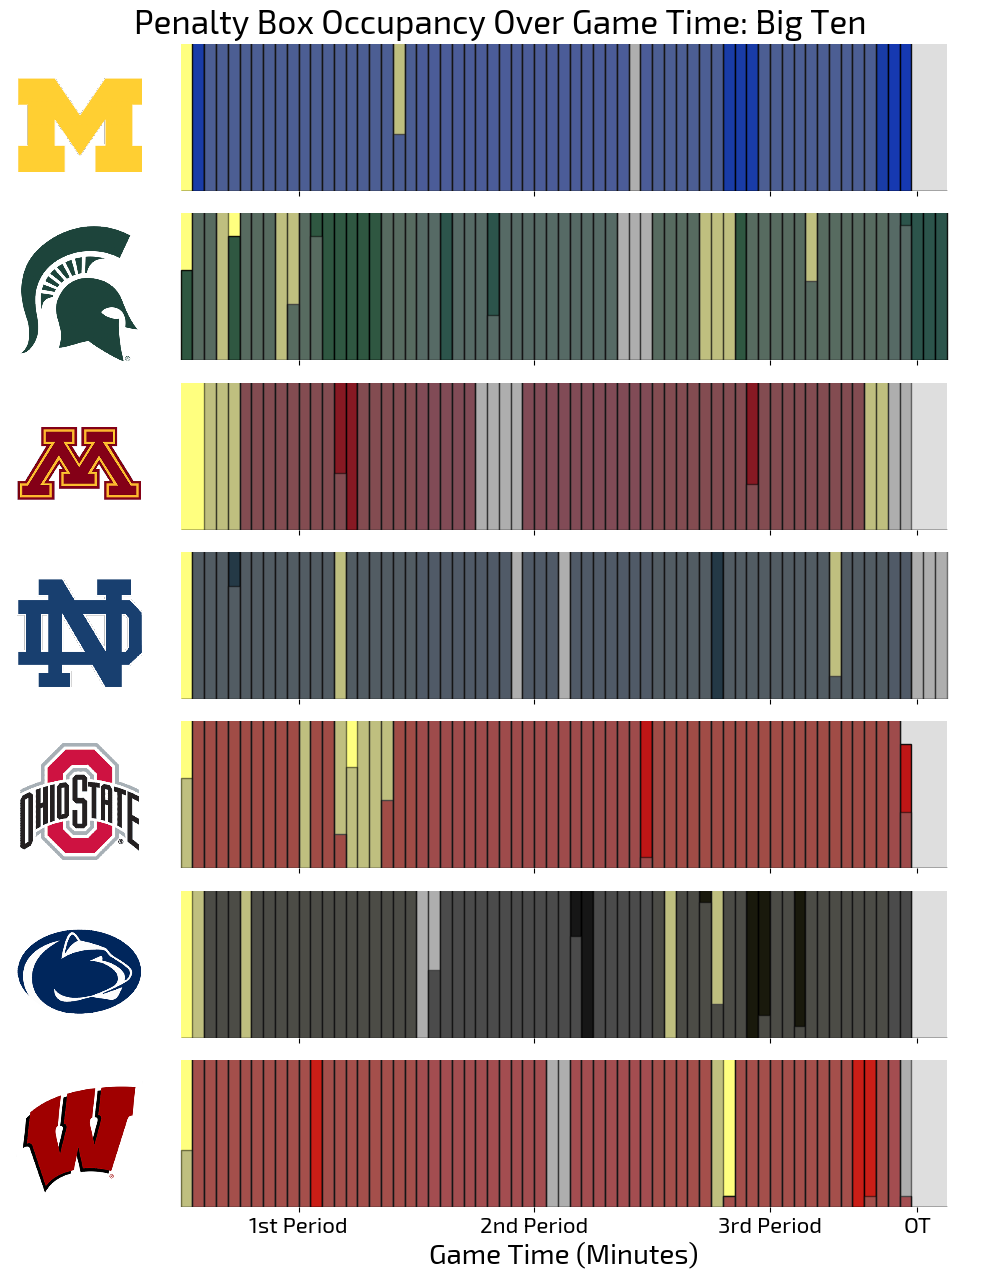 Penalty Box Occupancy Over Game Time: Big Ten
M
M
ND
OHIO STATE
W
1st Period 2nd Period 3rd Period OT
Game Time (Minutes)